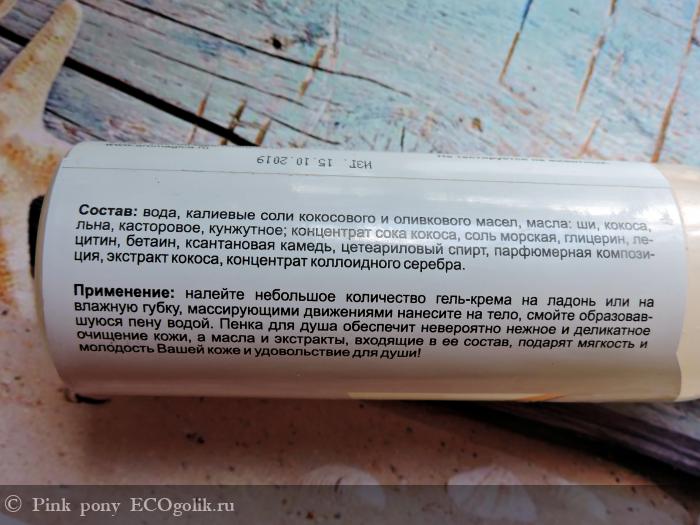 ИЗГ. 15.10.2019
Состав: вода, калиевые соли кокосового и оливкового масел, масла: ши, кокоса,
льна, касторовое, кунжутное; концентрат сока кокоса, соль морская, глицерин, ле-
цитин, бетаин, ксантановая камедь, цетеариловый спирт, парфюмерная компози-
ция, экстракт кокоса, концентрат коллоидного серебра.
Применение: налейте небольшое количество гель-крема на ладонь или на
влажную губку, массирующими движениями нанесите на тело, смойте образовав-
шуюся пену водой. Пенка для душа обеспечит невероятно нежное и деликатное
очищение кожи, а масла и экстракты, входящие в ее состав, подарят мягкость и
молодость Вашей коже и удовольствие для души!
© Pink pony ECOgolik.ru